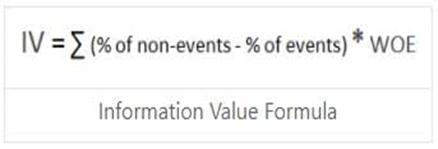 IV = ∑ (% of non-events - % of events) * WOE
Information Value Formula